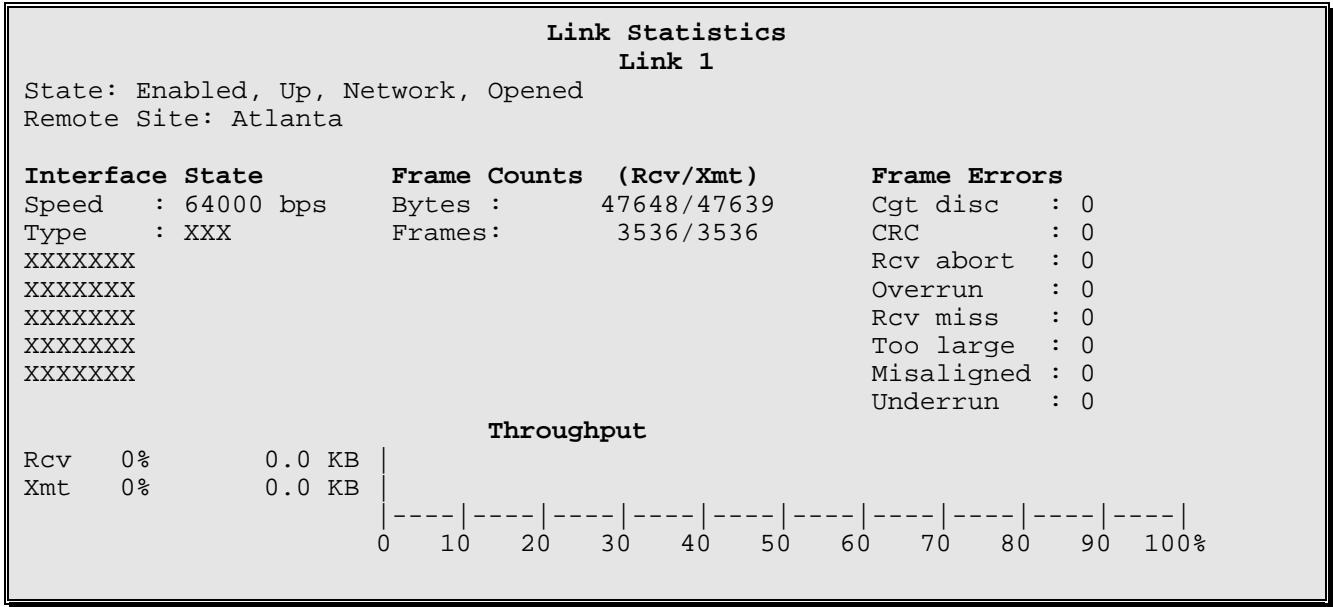 Link Statistics
Link 1
State: Enabled, Up, Network, Opened
Remote Site: Atlanta
Interface State        Frame Counts  (Rcv/Xmt)       Frame Errors
Speed   : 64000 bps    Bytes :      47648/47639      Cgt disc   : 0
Type    : XXX          Frames:       3536/3536       CRC        : 0
XXXXXXX                                              Rcv abort  : 0
XXXXXXX                                              Overrun    : 0
XXXXXXX                                              Rcv miss   : 0
XXXXXXX                                              Too large  : 0
XXXXXXX                                              Misaligned : 0
Underrun   : 0
Throughput
Rcv   0%       0.0 KB |
Xmt   0%       0.0 KB |
|----|----|----|----|----|----|----|----|----|----|
0   10   20   30   40   50   60   70   80   90  100%